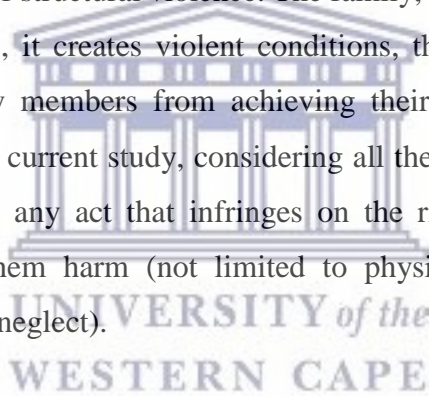 structural violence. The family,
, it creates violent conditions, th
members from achieving their
current study, considering all the
any act that infringes on the r
em harm (not limited to physi
neglect).
UNIVERSITY of the
WESTERN CAPE